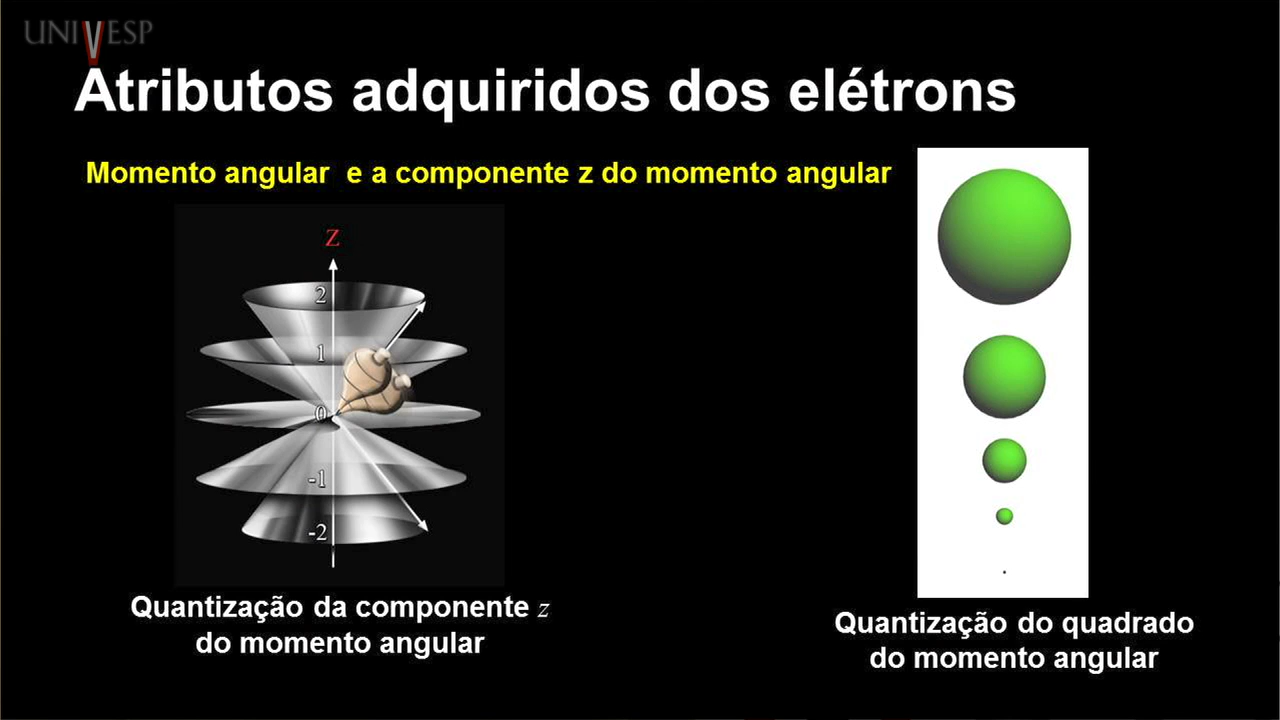 UNIVESP
Atributos adquiridos dos elétrons
Momento angular e a componente z do momento angular
Z
2
1
0
-1
-2
Quantização da componente z
do momento angular
Quantização do quadrado
do momento angular